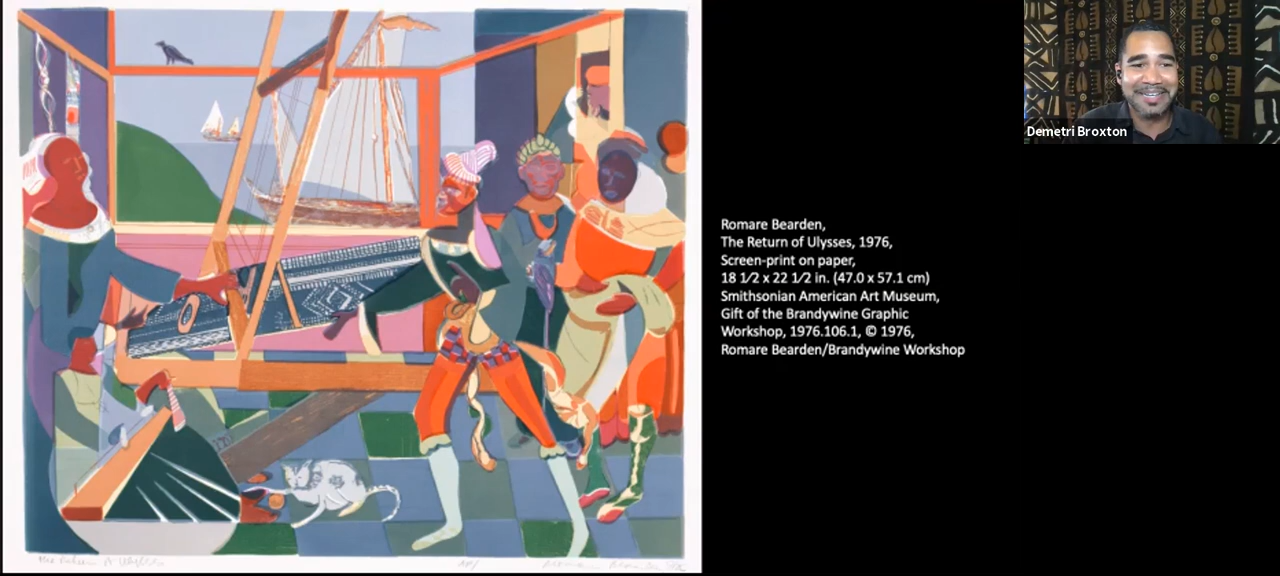 Demetri Broxton
Romare Bearden,
The Return of Ulysses, 1976,
Screen-print on paper,
18 1/2 x 22 1/2 in. (47.0 x 57.1 cm)
Smithsonian American Art Museum,
Gift of the Brandywine Graphic
Workshop, 1976.106.1, © 1976,
Romare Bearden/Brandywine Workshop